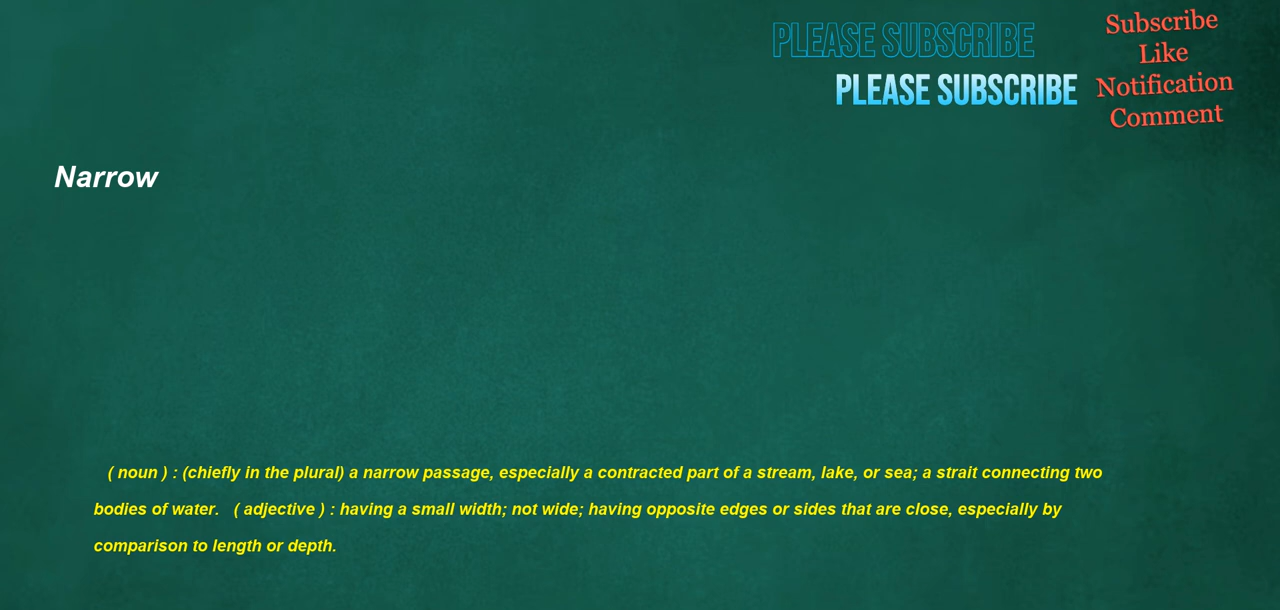 PLEASE SUBSCRIBE
PLEASE SUBSCRIBE
Subscribe
Like
Notification
Comment
Narrow
( noun ) : (chiefly in the plural) a narrow passage, especially a contracted part of a stream, lake, or sea; a strait connecting two
bodies of water.   ( adjective ) : having a small width; not wide; having opposite edges or sides that are close, especially by
comparison to length or depth.